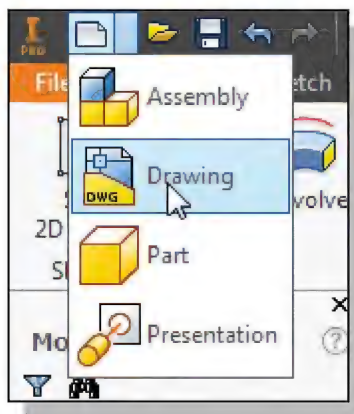 I
PRO
File
etch
Assembly
Drawing
DWG
volve
2D
Part
Mo
Presentation
?